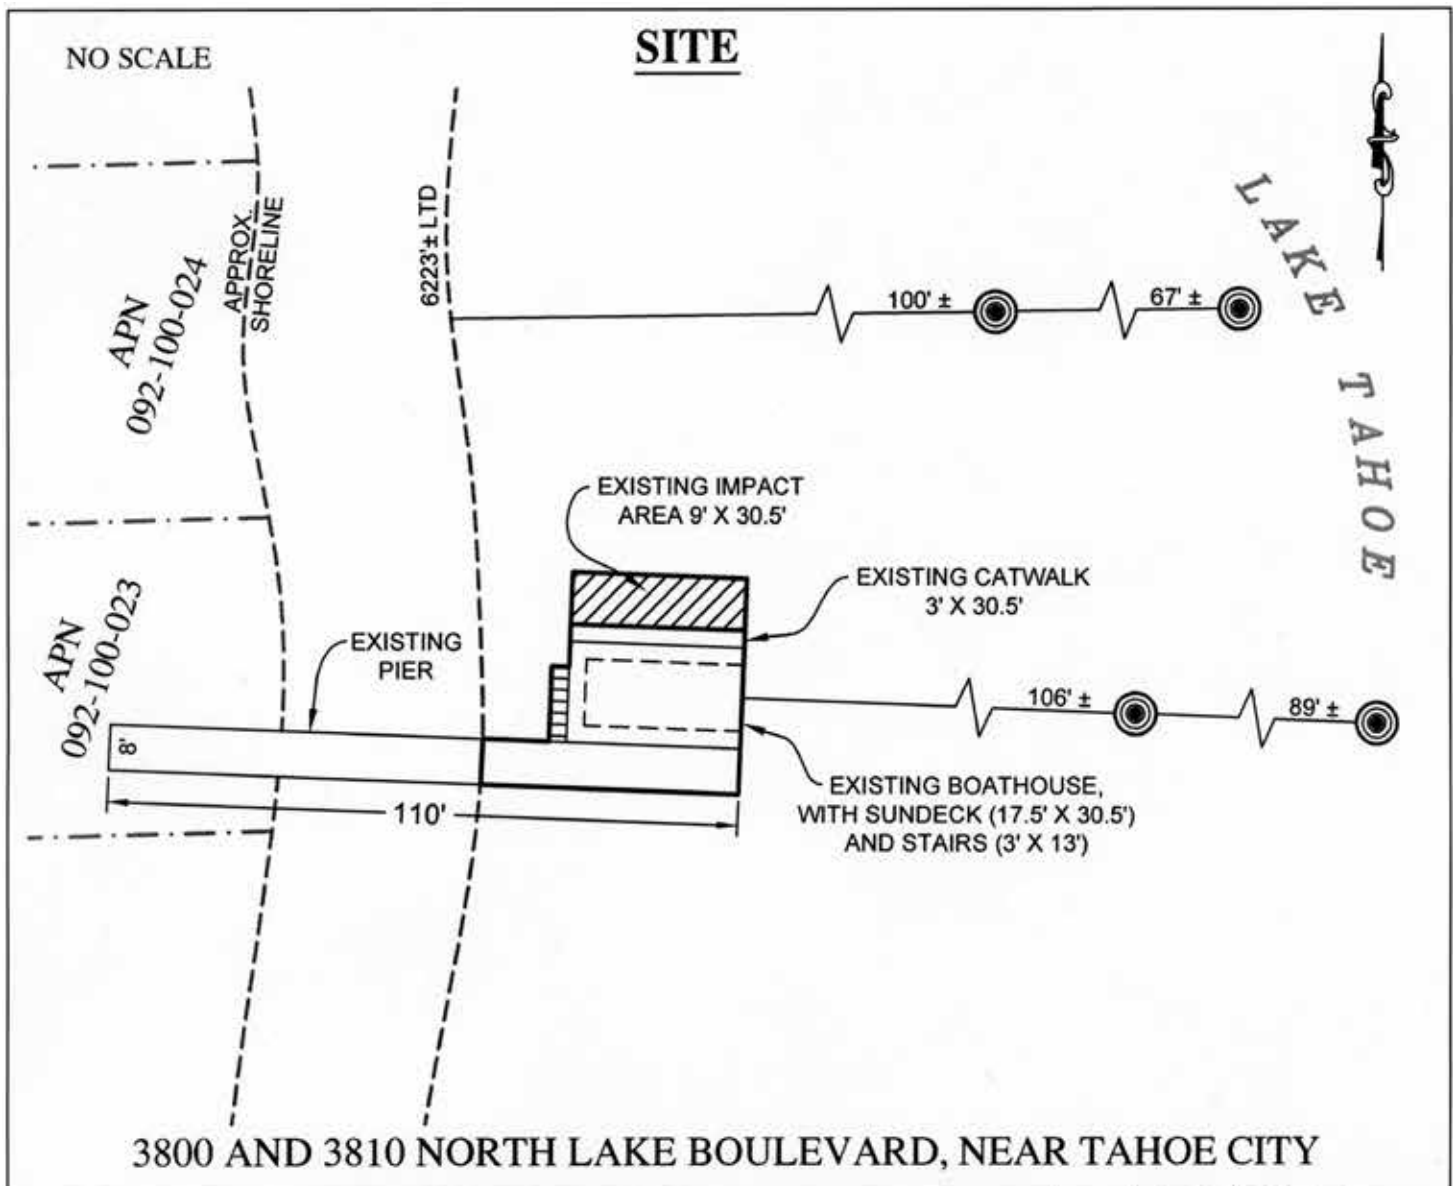 NO SCALE
SITE
LAKE TAHOE
APPROX.
SHORELINE
6223'± LTD
100' ±
67' ±
APN
092-100-024
EXISTING IMPACT
AREA 9' X 30.5'
EXISTING CATWALK
3' X 30.5'
APN
092-100-023
EXISTING
PIER
8'
110'
106' ±
89' ±
EXISTING BOATHOUSE,
WITH SUNDECK (17.5' X 30.5')
AND STAIRS (3' X 13')
3800 AND 3810 NORTH LAKE BOULEVARD, NEAR TAHOE CITY